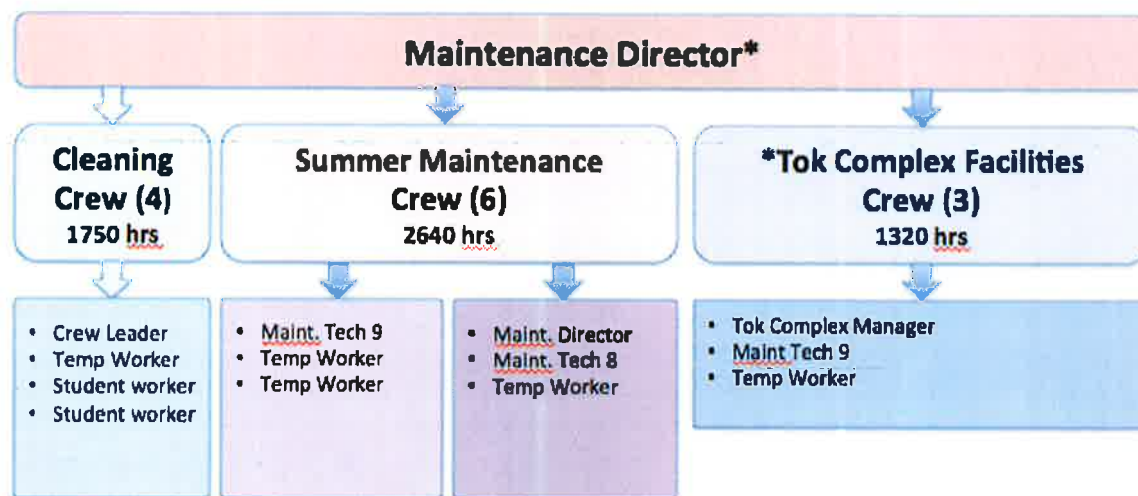 Maintenance Director*
Cleaning
Crew (4)
1750 hrs
Summer Maintenance
Crew (6)
2640 hrs
*Tok Complex Facilities
Crew (3)
1320 hrs
• Crew Leader
• Temp Worker
• Student worker
• Student worker
• Maint. Tech 9
• Temp Worker
• Temp Worker
• Maint. Director
• Maint. Tech 8
• Temp Worker
• Tok Complex Manager
• Maint Tech 9
• Temp Worker